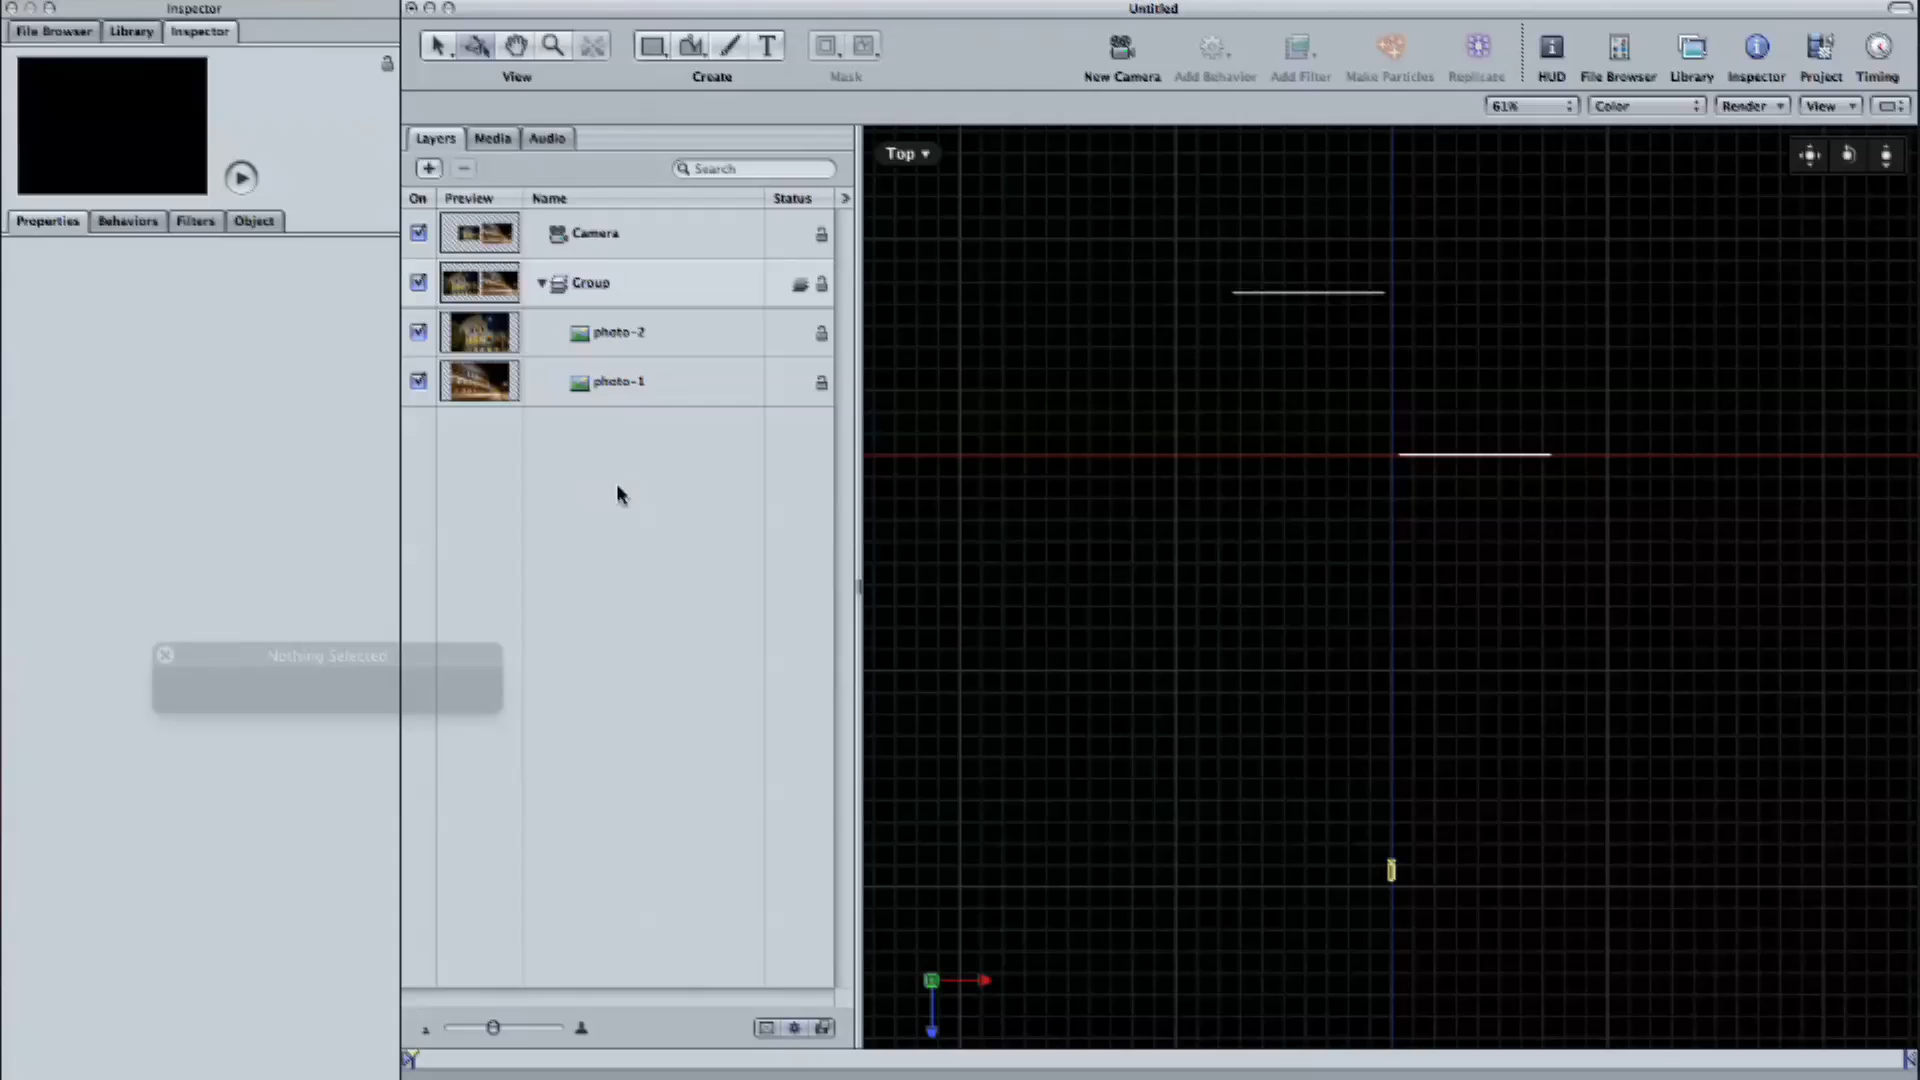 Inspector
Untitled
File Browser
Library
Inspector
View
Create
Mask
New Camera
Add Behavior
Add Filter
Make Particles
Replicate
HUD
File Browser
Library
Inspector
Project
Timing
61%
Color
Render
View
Layers
Media
Audio
Top
Search
On
Preview
Name
Status
Properties
Behaviors
Filters
Object
Camera
Group
photo-2
photo-1
Nothing Selected